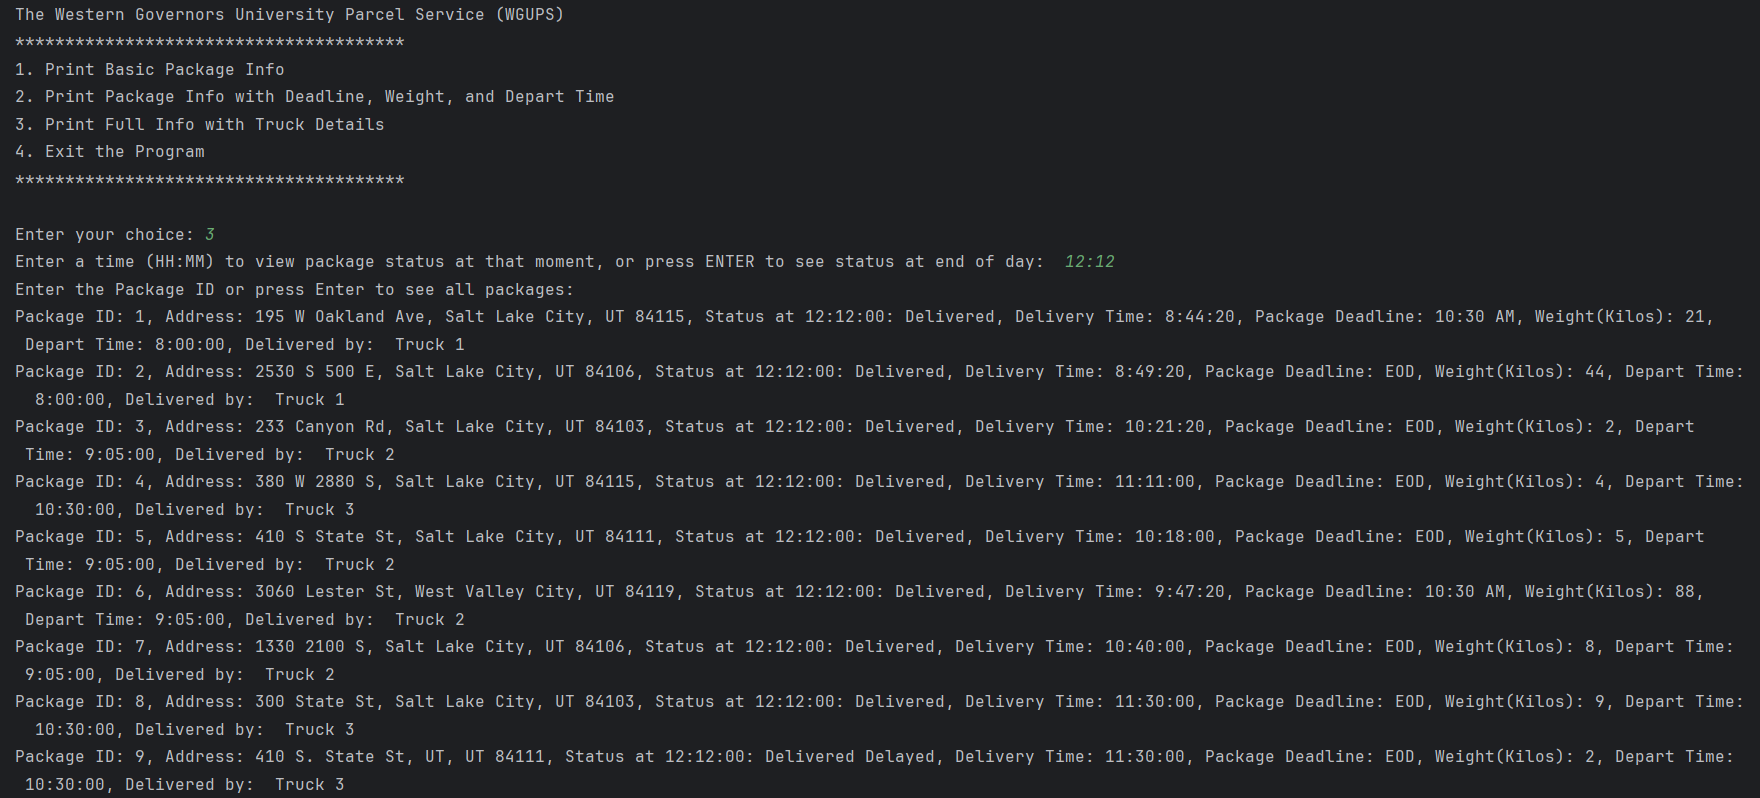 The Western Governors University Parcel Service (WGUPS)
***************************************
1. Print Basic Package Info
2. Print Package Info with Deadline, Weight, and Depart Time
3. Print Full Info with Truck Details
4. Exit the Program
***************************************
Enter your choice: 3
Enter a time (HH:MM) to view package status at that moment, or press ENTER to see status at end of day:  12:12
Enter the Package ID or press Enter to see all packages:
Package ID: 1, Address: 195 W Oakland Ave, Salt Lake City, UT 84115, Status at 12:12:00: Delivered, Delivery Time: 8:44:20, Package Deadline: 10:30 AM, Weight(Kilos): 21,
Depart Time: 8:00:00, Delivered by:  Truck 1
Package ID: 2, Address: 2530 S 500 E, Salt Lake City, UT 84106, Status at 12:12:00: Delivered, Delivery Time: 8:49:20, Package Deadline: EOD, Weight(Kilos): 44, Depart Time:
8:00:00, Delivered by:  Truck 1
Package ID: 3, Address: 233 Canyon Rd, Salt Lake City, UT 84103, Status at 12:12:00: Delivered, Delivery Time: 10:21:20, Package Deadline: EOD, Weight(Kilos): 2, Depart
Time: 9:05:00, Delivered by:  Truck 2
Package ID: 4, Address: 380 W 2880 S, Salt Lake City, UT 84115, Status at 12:12:00: Delivered, Delivery Time: 11:11:00, Package Deadline: EOD, Weight(Kilos): 4, Depart Time:
10:30:00, Delivered by:  Truck 3
Package ID: 5, Address: 410 S State St, Salt Lake City, UT 84111, Status at 12:12:00: Delivered, Delivery Time: 10:18:00, Package Deadline: EOD, Weight(Kilos): 5, Depart
Time: 9:05:00, Delivered by:  Truck 2
Package ID: 6, Address: 3060 Lester St, West Valley City, UT 84119, Status at 12:12:00: Delivered, Delivery Time: 9:47:20, Package Deadline: 10:30 AM, Weight(Kilos): 88,
Depart Time: 9:05:00, Delivered by:  Truck 2
Package ID: 7, Address: 1330 2100 S, Salt Lake City, UT 84106, Status at 12:12:00: Delivered, Delivery Time: 10:40:00, Package Deadline: EOD, Weight(Kilos): 8, Depart Time:
9:05:00, Delivered by:  Truck 2
Package ID: 8, Address: 300 State St, Salt Lake City, UT 84103, Status at 12:12:00: Delivered, Delivery Time: 11:30:00, Package Deadline: EOD, Weight(Kilos): 9, Depart Time:
10:30:00, Delivered by:  Truck 3
Package ID: 9, Address: 410 S. State St, UT, UT 84111, Status at 12:12:00: Delivered Delayed, Delivery Time: 11:30:00, Package Deadline: EOD, Weight(Kilos): 2, Depart Time:
10:30:00, Delivered by:  Truck 3